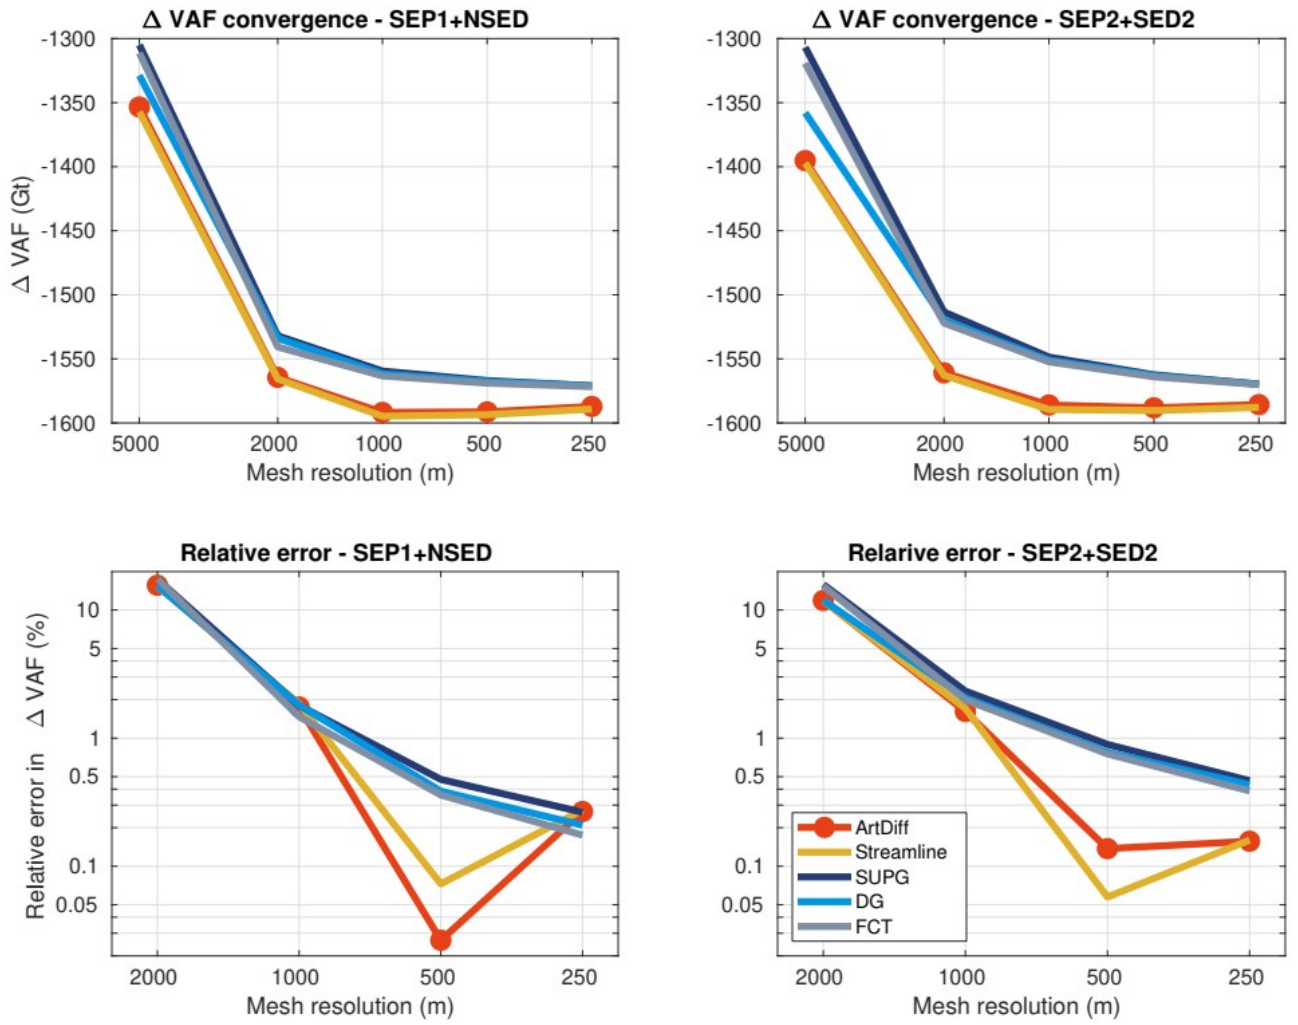 Δ VAF convergence - SEP1+NSED
Δ VAF (Gt)
-1300
-1350
-1400
-1450
-1500
-1550
-1600
5000 2000 1000 500 250
Mesh resolution (m)
Δ VAF convergence - SEP2+SED2
-1300
-1350
-1400
-1450
-1500
-1550
-1600
5000 2000 1000 500 250
Mesh resolution (m)
Relative error - SEP1+NSED
Relative error in Δ VAF (%)
10
5
1
0.5
0.1
0.05
2000 1000 500 250
Mesh resolution (m)
Relarive error - SEP2+SED2
10
5
1
0.5
0.1
0.05
ArtDiff
Streamline
SUPG
DG
FCT
2000 1000 500 250
Mesh resolution (m)